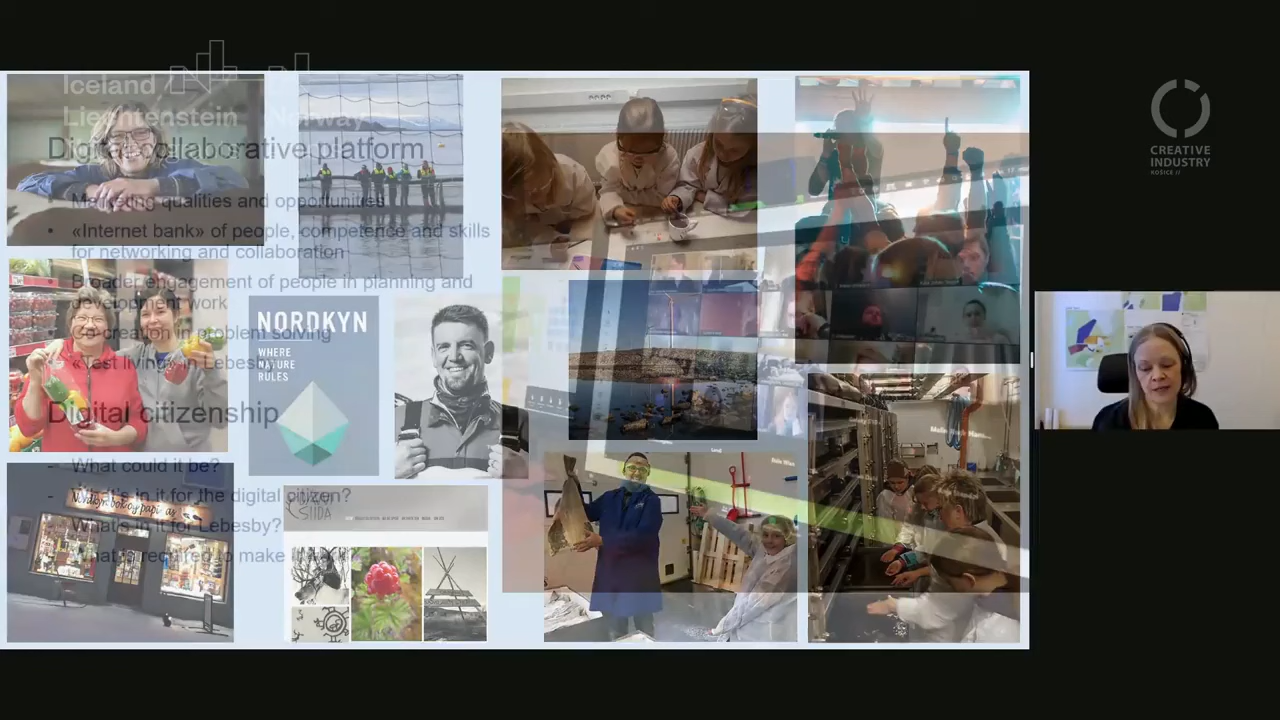 Iceland
Liechtenstein Norway
Digital collaborative platform
Marketing qualities and opportunities
• «Internet bank» of people, competence and skills
for networking and collaboration
Broader engagement of people in planning and
development work
Co-creation in problem solving
«Test living» in Lebesby
Digital citizenship
- What could it be?
- What's in it for the digital citizen?
- What's in it for Lebesby?
What is required to make it
NORDKYN
WHERE
NATURE
RULES
SIIDA
CREATIVE
INDUSTRY
KOŠICE //